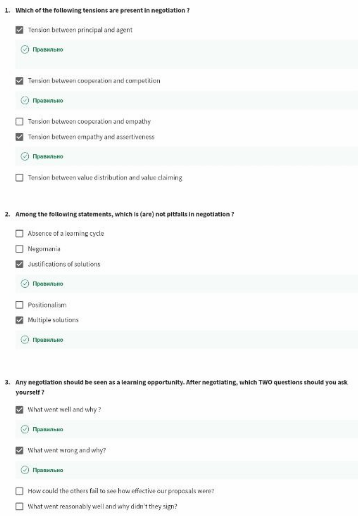 1. Which of the following tensions are present in negotiation ?
Tension between principal and agent
Правильно
Tension between cooperation and competition
Правильно
Tension between cooperation and empathy
Tension between empathy and assertiveness
Правильно
Tension between value distribution and value claiming
2. Among the following statements, which is (are) not pitfalls in negotiation ?
Absence of a learning cycle
Negomania
Justifications of solutions
Правильно
Positionalism
Multiple solutions
Правильно
3. Any negotiation should be seen as a learning opportunity. After negotiating, which TWO questions should you ask
yourself ?
What went well and why ?
Правильно
What went wrong and why?
Правильно
How could the others fail to see how effective our proposals were?
What went reasonably well and why didn't they sign?